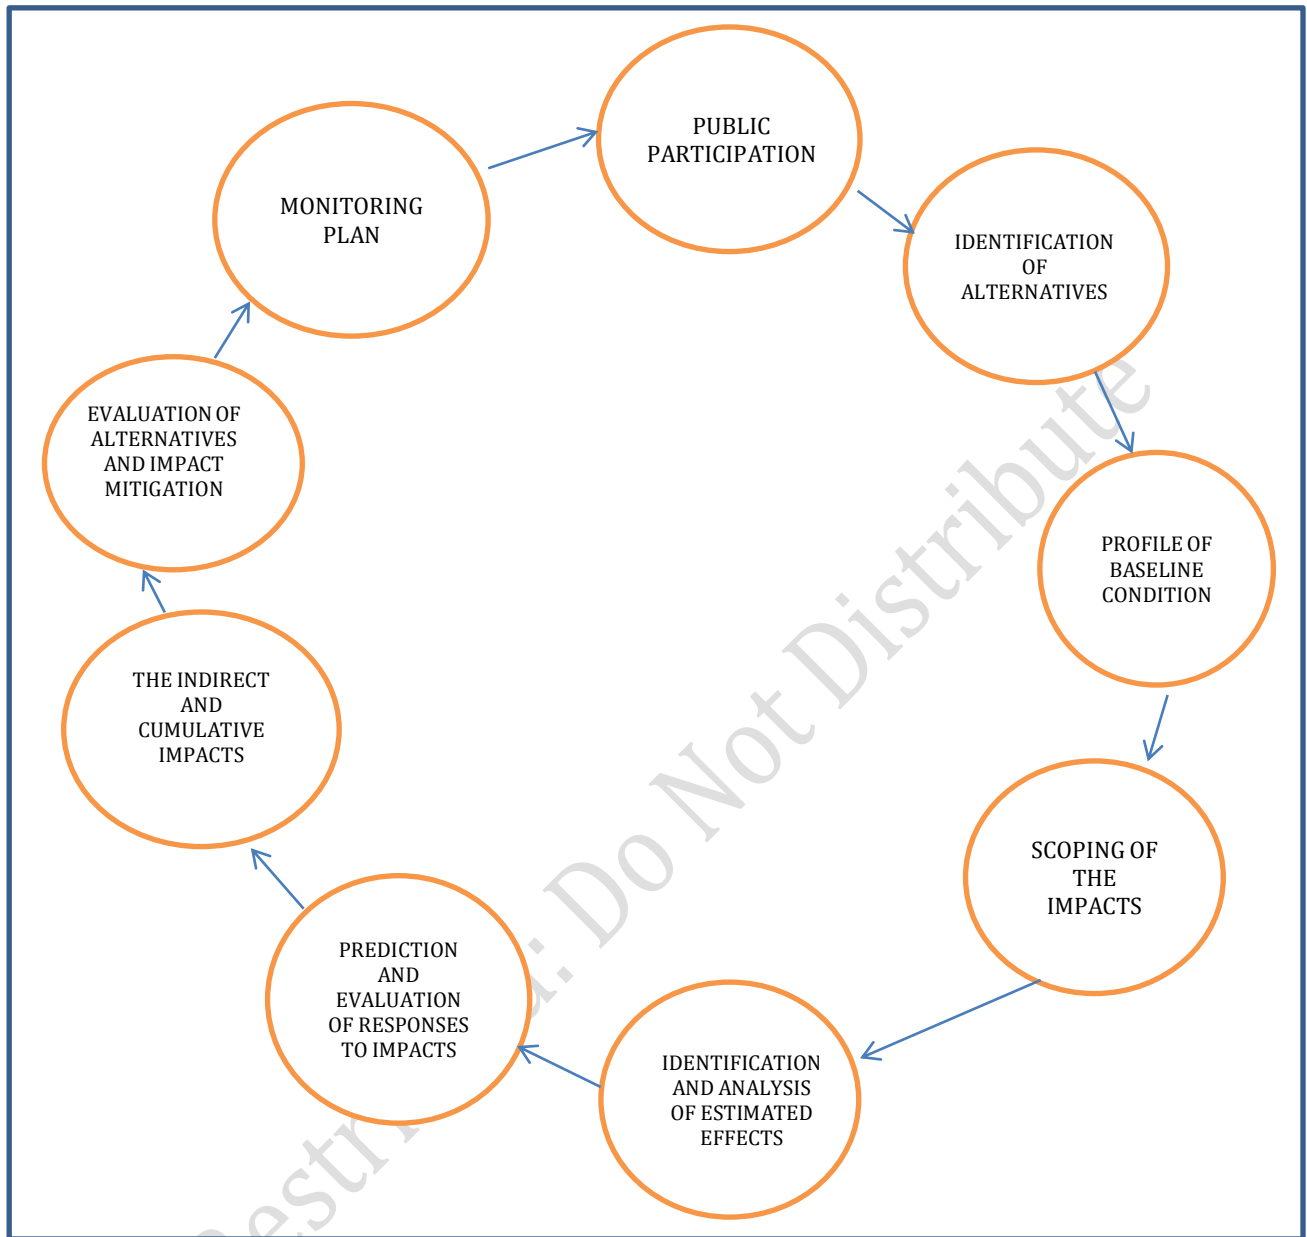 PUBLIC
PARTICIPATION
IDENTIFICATION
OF
ALTERNATIVES
PROFILE OF
BASELINE
CONDITION
SCOPING OF
THE
IMPACTS
IDENTIFICATION
AND ANALYSIS
OF ESTIMATED
EFFECTS
PREDICTION
AND
EVALUATION
OF RESPONSES
TO IMPACTS
THE INDIRECT
AND
CUMULATIVE
IMPACTS
EVALUATION OF
ALTERNATIVES
AND IMPACT
MITIGATION
MONITORING
PLAN
Do Not Distribute